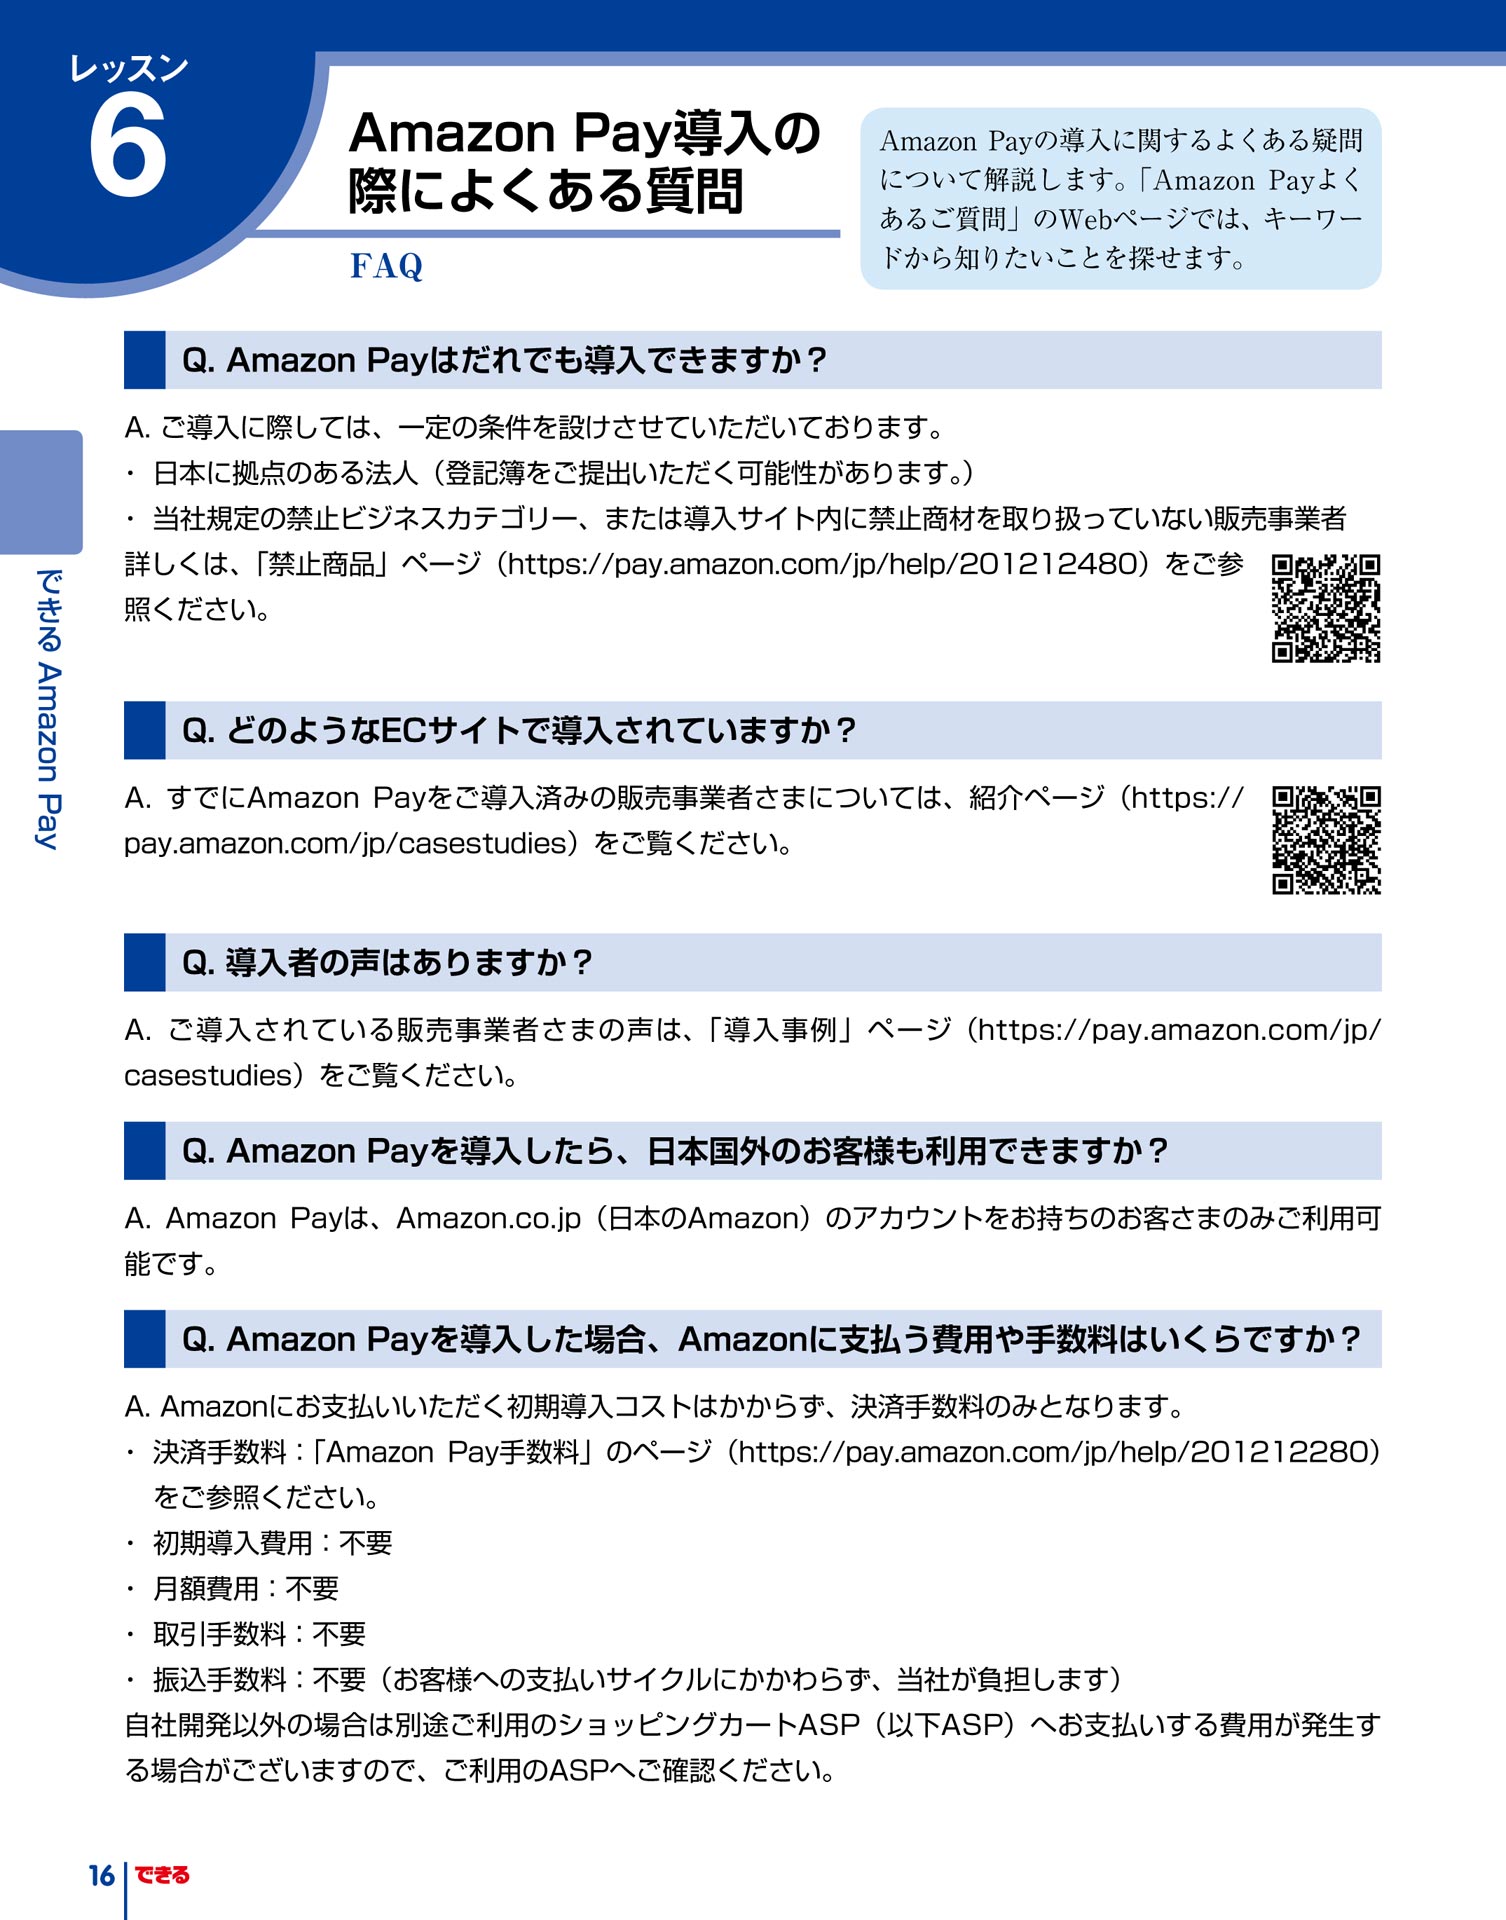 レッスン
6
Amazon Pay導入の
際によくある質問
FAQ
Amazon Payの導入に関するよくある疑問
について解説します。「Amazon Payよく
あるご質問」のWebページでは、キーワー
ドから知りたいことを探せます。
Q. Amazon Payはだれでも導入できますか？
A. ご導入に際しては、一定の条件を設けさせていただいております。
・ 日本に拠点のある法人（登記簿をご提出いただく可能性があります。）
・ 当社規定の禁止ビジネスカテゴリー、または導入サイト内に禁止商材を取り扱っていない販売事業者
詳しくは、「禁止商品」ページ（https://pay.amazon.com/jp/help/201212480）をご参
照ください。
できる Amazon Pay
Q. どのようなECサイトで導入されていますか？
A. すでにAmazon Payをご導入済みの販売事業者さまについては、紹介ページ（https://
pay.amazon.com/jp/casestudies）をご覧ください。
Q. 導入者の声はありますか？
A. ご導入されている販売事業者さまの声は、「導入事例」ページ（https://pay.amazon.com/jp/
casestudies）をご覧ください。
Q. Amazon Payを導入したら、日本国外のお客様も利用できますか？
A. Amazon Payは、Amazon.co.jp（日本のAmazon）のアカウントをお持ちのお客さまのみご利用可
能です。
Q. Amazon Payを導入した場合、Amazonに支払う費用や手数料はいくらですか？
A. Amazonにお支払いいただく初期導入コストはかからず、決済手数料のみとなります。
・ 決済手数料：「Amazon Pay手数料」のページ（https://pay.amazon.com/jp/help/201212280）
をご参照ください。
・ 初期導入費用：不要
・ 月額費用：不要
・ 取引手数料：不要
・ 振込手数料：不要（お客様への支払いサイクルにかかわらず、当社が負担します）
自社開発以外の場合は別途ご利用のショッピングカートASP（以下ASP）へお支払いする費用が発生す
る場合がございますので、ご利用のASPへご確認ください。
16
できる